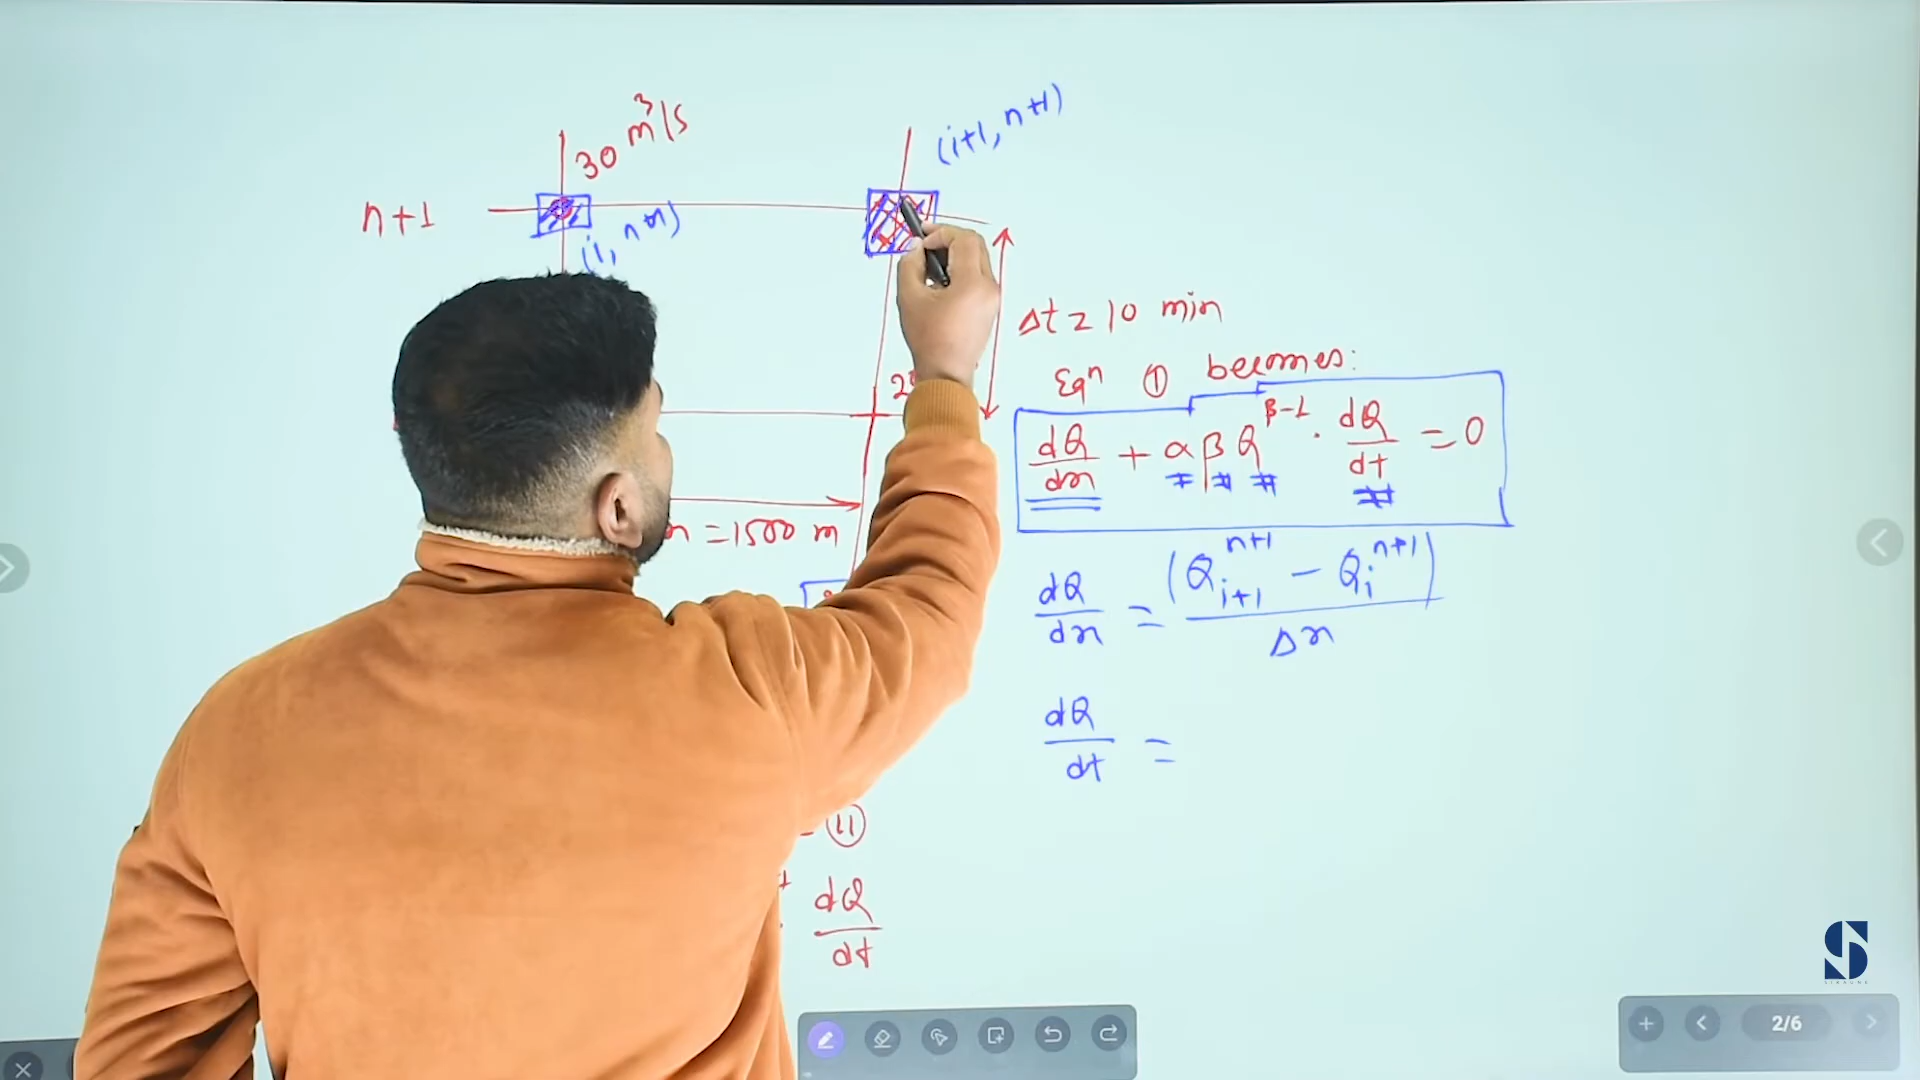 30 m³/s
(i+1, n+1)
n+1
(i, n+1)
Δt = 10 min
Eqⁿ ① becomes:
dQ/dx + αβQ^(β-1) · dQ/dt = 0
= 1500 m
dQ/dx = (Q_(i+1)^(n+1) − Q_i^(n+1)) / Δx
dQ/dt =
(11)
dQ/dt
2/6